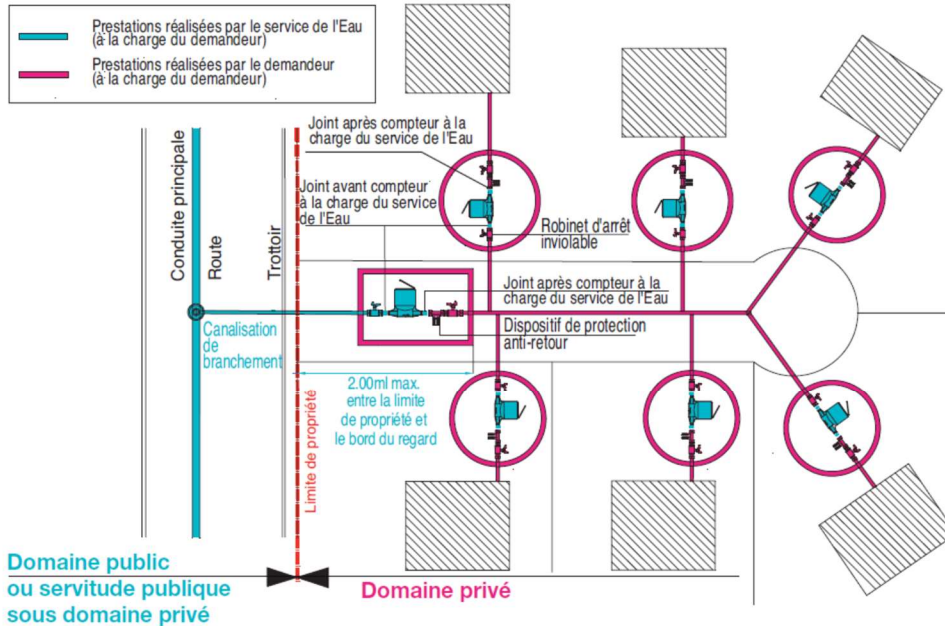 Prestations réalisées par le service de l'Eau
(à la charge du demandeur)
Prestations réalisées par le demandeur
(à la charge du demandeur)
Conduite principale
Route
Trottoir
Joint après compteur à la
charge du service de l'Eau
Joint avant compteur
à la charge du service
de l'Eau
Robinet d'arrêt
inviolable
Joint après compteur à la
charge du service de l'Eau
Dispositif de protection
anti-retour
Canalisation
de
branchement
2.00ml max.
entre la limite
de propriété et
le bord du regard
Limite de propriété
Domaine public
ou servitude publique
sous domaine privé
Domaine privé